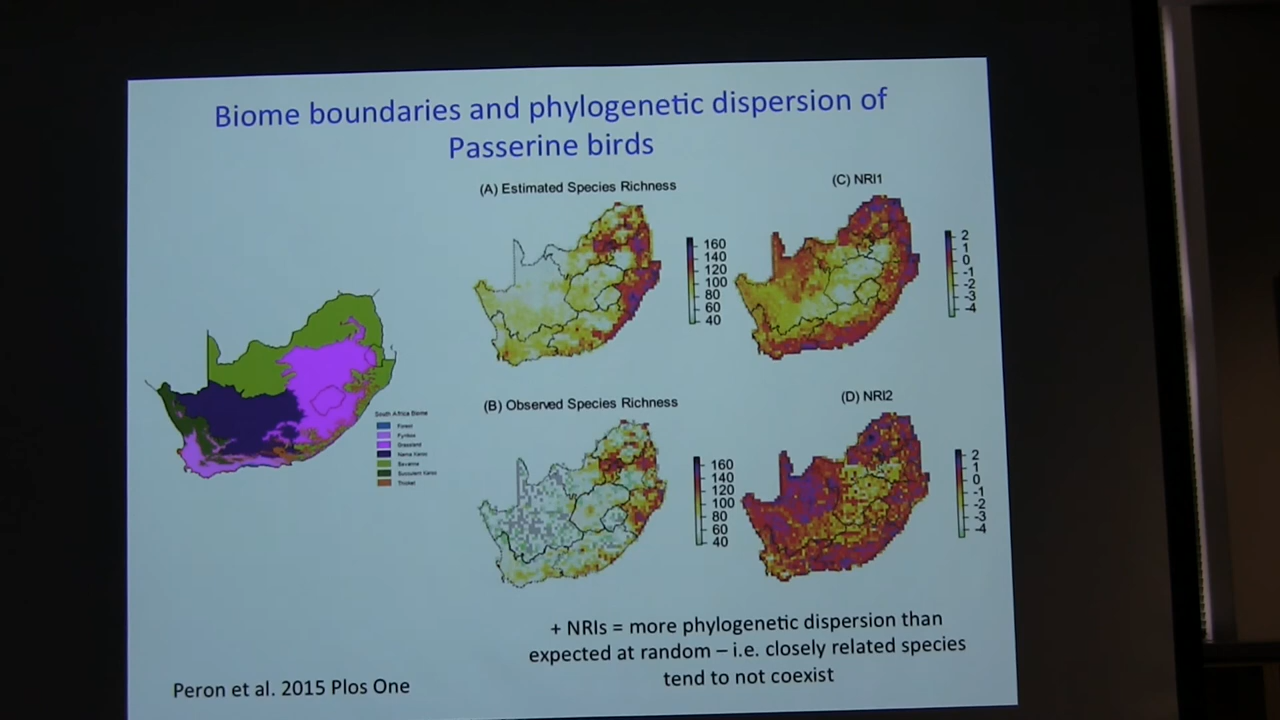 Biome boundaries and phylogenetic dispersion of
Passerine birds
(A) Estimated Species Richness
160
140
120
100
80
60
40
(C) NRI1
2
1
0
-1
-2
-3
-4
South Africa Biome
Forest
Fynbos
Grassland
Nama Karoo
Savanna
Succulent Karoo
Thicket
(B) Observed Species Richness
160
140
120
100
80
60
40
(D) NRI2
2
1
0
-1
-2
-3
-4
+ NRIs = more phylogenetic dispersion than
expected at random – i.e. closely related species
tend to not coexist
Peron et al. 2015 Plos One